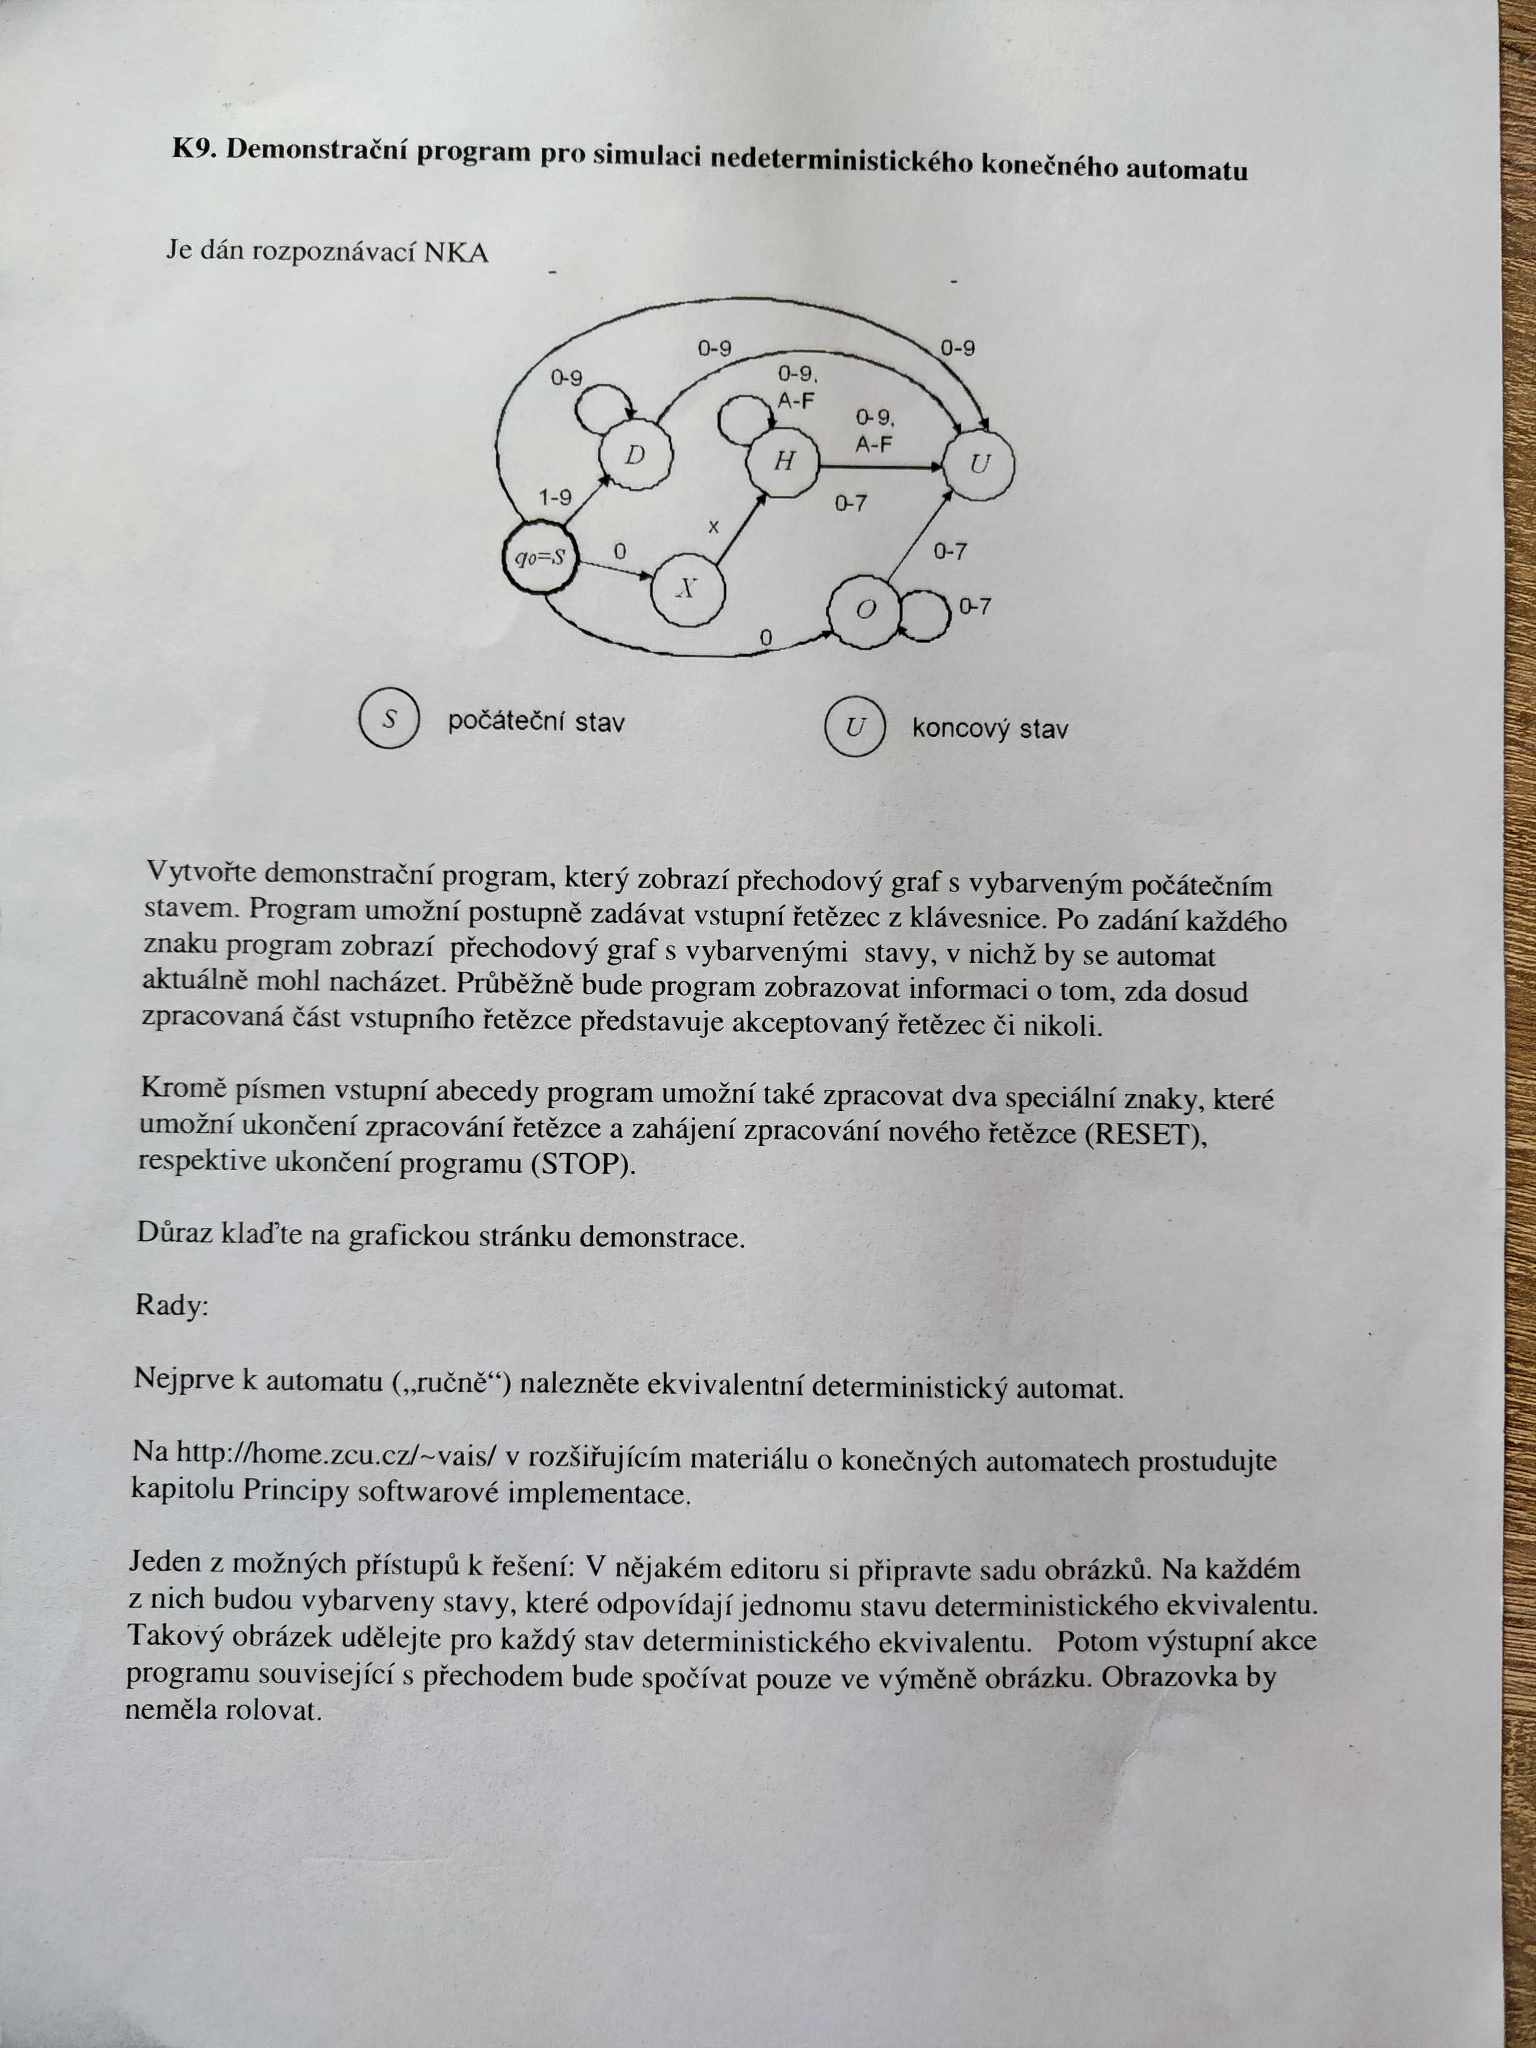 K9. Demonstrační program pro simulaci nedeterministického konečného automatu
Je dán rozpoznávací NKA
0-9
0-9
0-9
0-9,
A-F
0-9,
A-F
D
H
U
1-9
0-7
x
q₀=S
0
0-7
X
O
0-7
0
S počáteční stav
U koncový stav
Vytvořte demonstrační program, který zobrazí přechodový graf s vybarveným počátečním
stavem. Program umožní postupně zadávat vstupní řetězec z klávesnice. Po zadání každého
znaku program zobrazí přechodový graf s vybarvenými stavy, v nichž by se automat
aktuálně mohl nacházet. Průběžně bude program zobrazovat informaci o tom, zda dosud
zpracovaná část vstupního řetězce představuje akceptovaný řetězec či nikoli.
Kromě písmen vstupní abecedy program umožní také zpracovat dva speciální znaky, které
umožní ukončení zpracování řetězce a zahájení zpracování nového řetězce (RESET),
respektive ukončení programu (STOP).
Důraz klaďte na grafickou stránku demonstrace.
Rady:
Nejprve k automatu („ručně“) nalezněte ekvivalentní deterministický automat.
Na http://home.zcu.cz/~vais/ v rozšiřujícím materiálu o konečných automatech prostudujte
kapitolu Principy softwarové implementace.
Jeden z možných přístupů k řešení: V nějakém editoru si připravte sadu obrázků. Na každém
z nich budou vybarveny stavy, které odpovídají jednomu stavu deterministického ekvivalentu.
Takový obrázek udělejte pro každý stav deterministického ekvivalentu. Potom výstupní akce
programu související s přechodem bude spočívat pouze ve výměně obrázku. Obrazovka by
neměla rolovat.